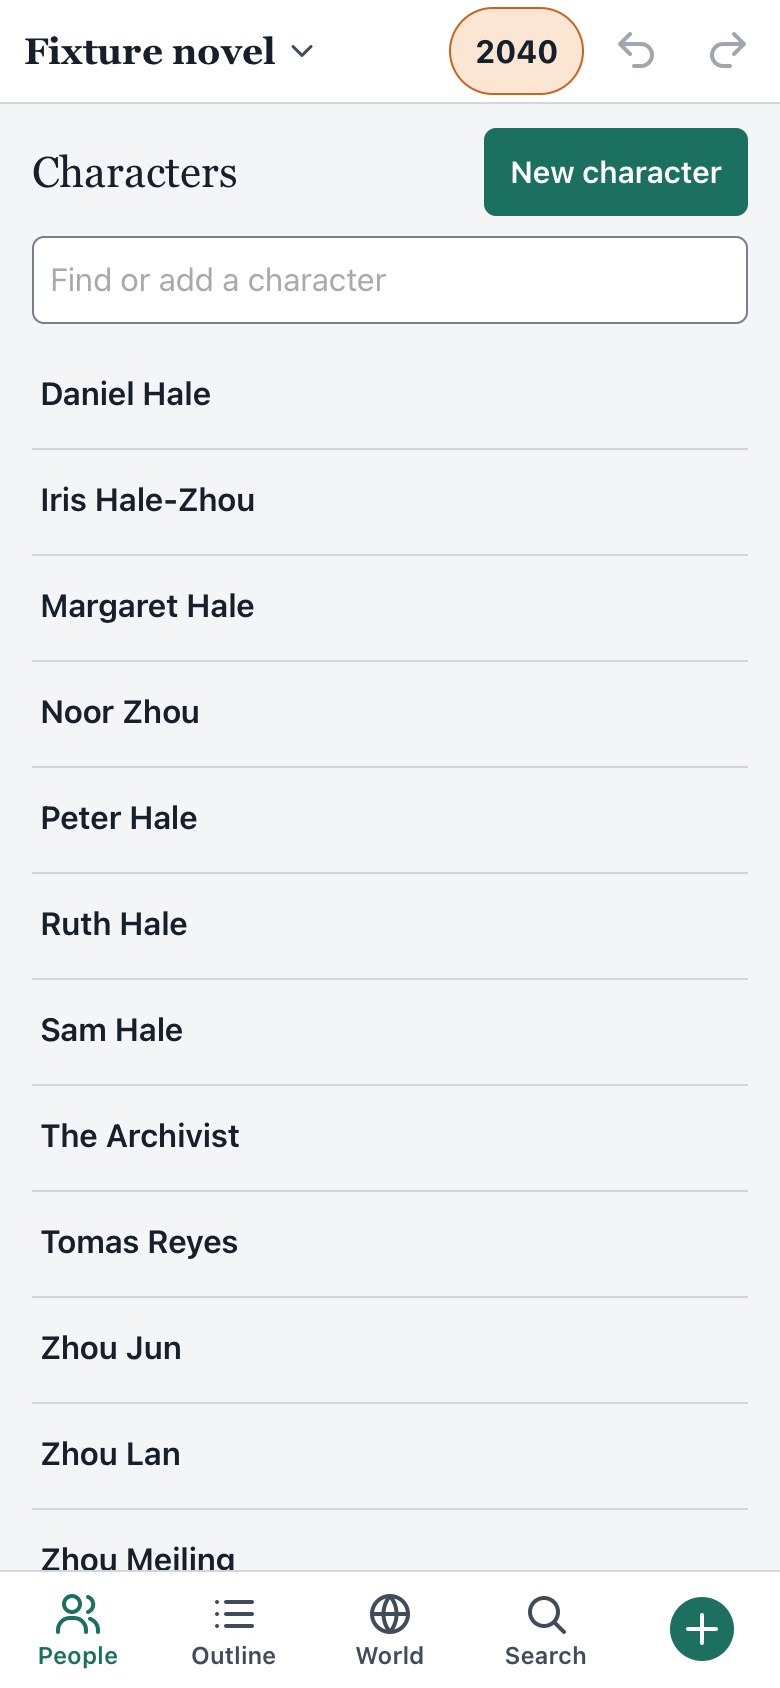 Fixture novel
2040
Characters
New character
Find or add a character
Daniel Hale
Iris Hale-Zhou
Margaret Hale
Noor Zhou
Peter Hale
Ruth Hale
Sam Hale
The Archivist
Tomas Reyes
Zhou Jun
Zhou Lan
Zhou Meiling
People
Outline
World
Search